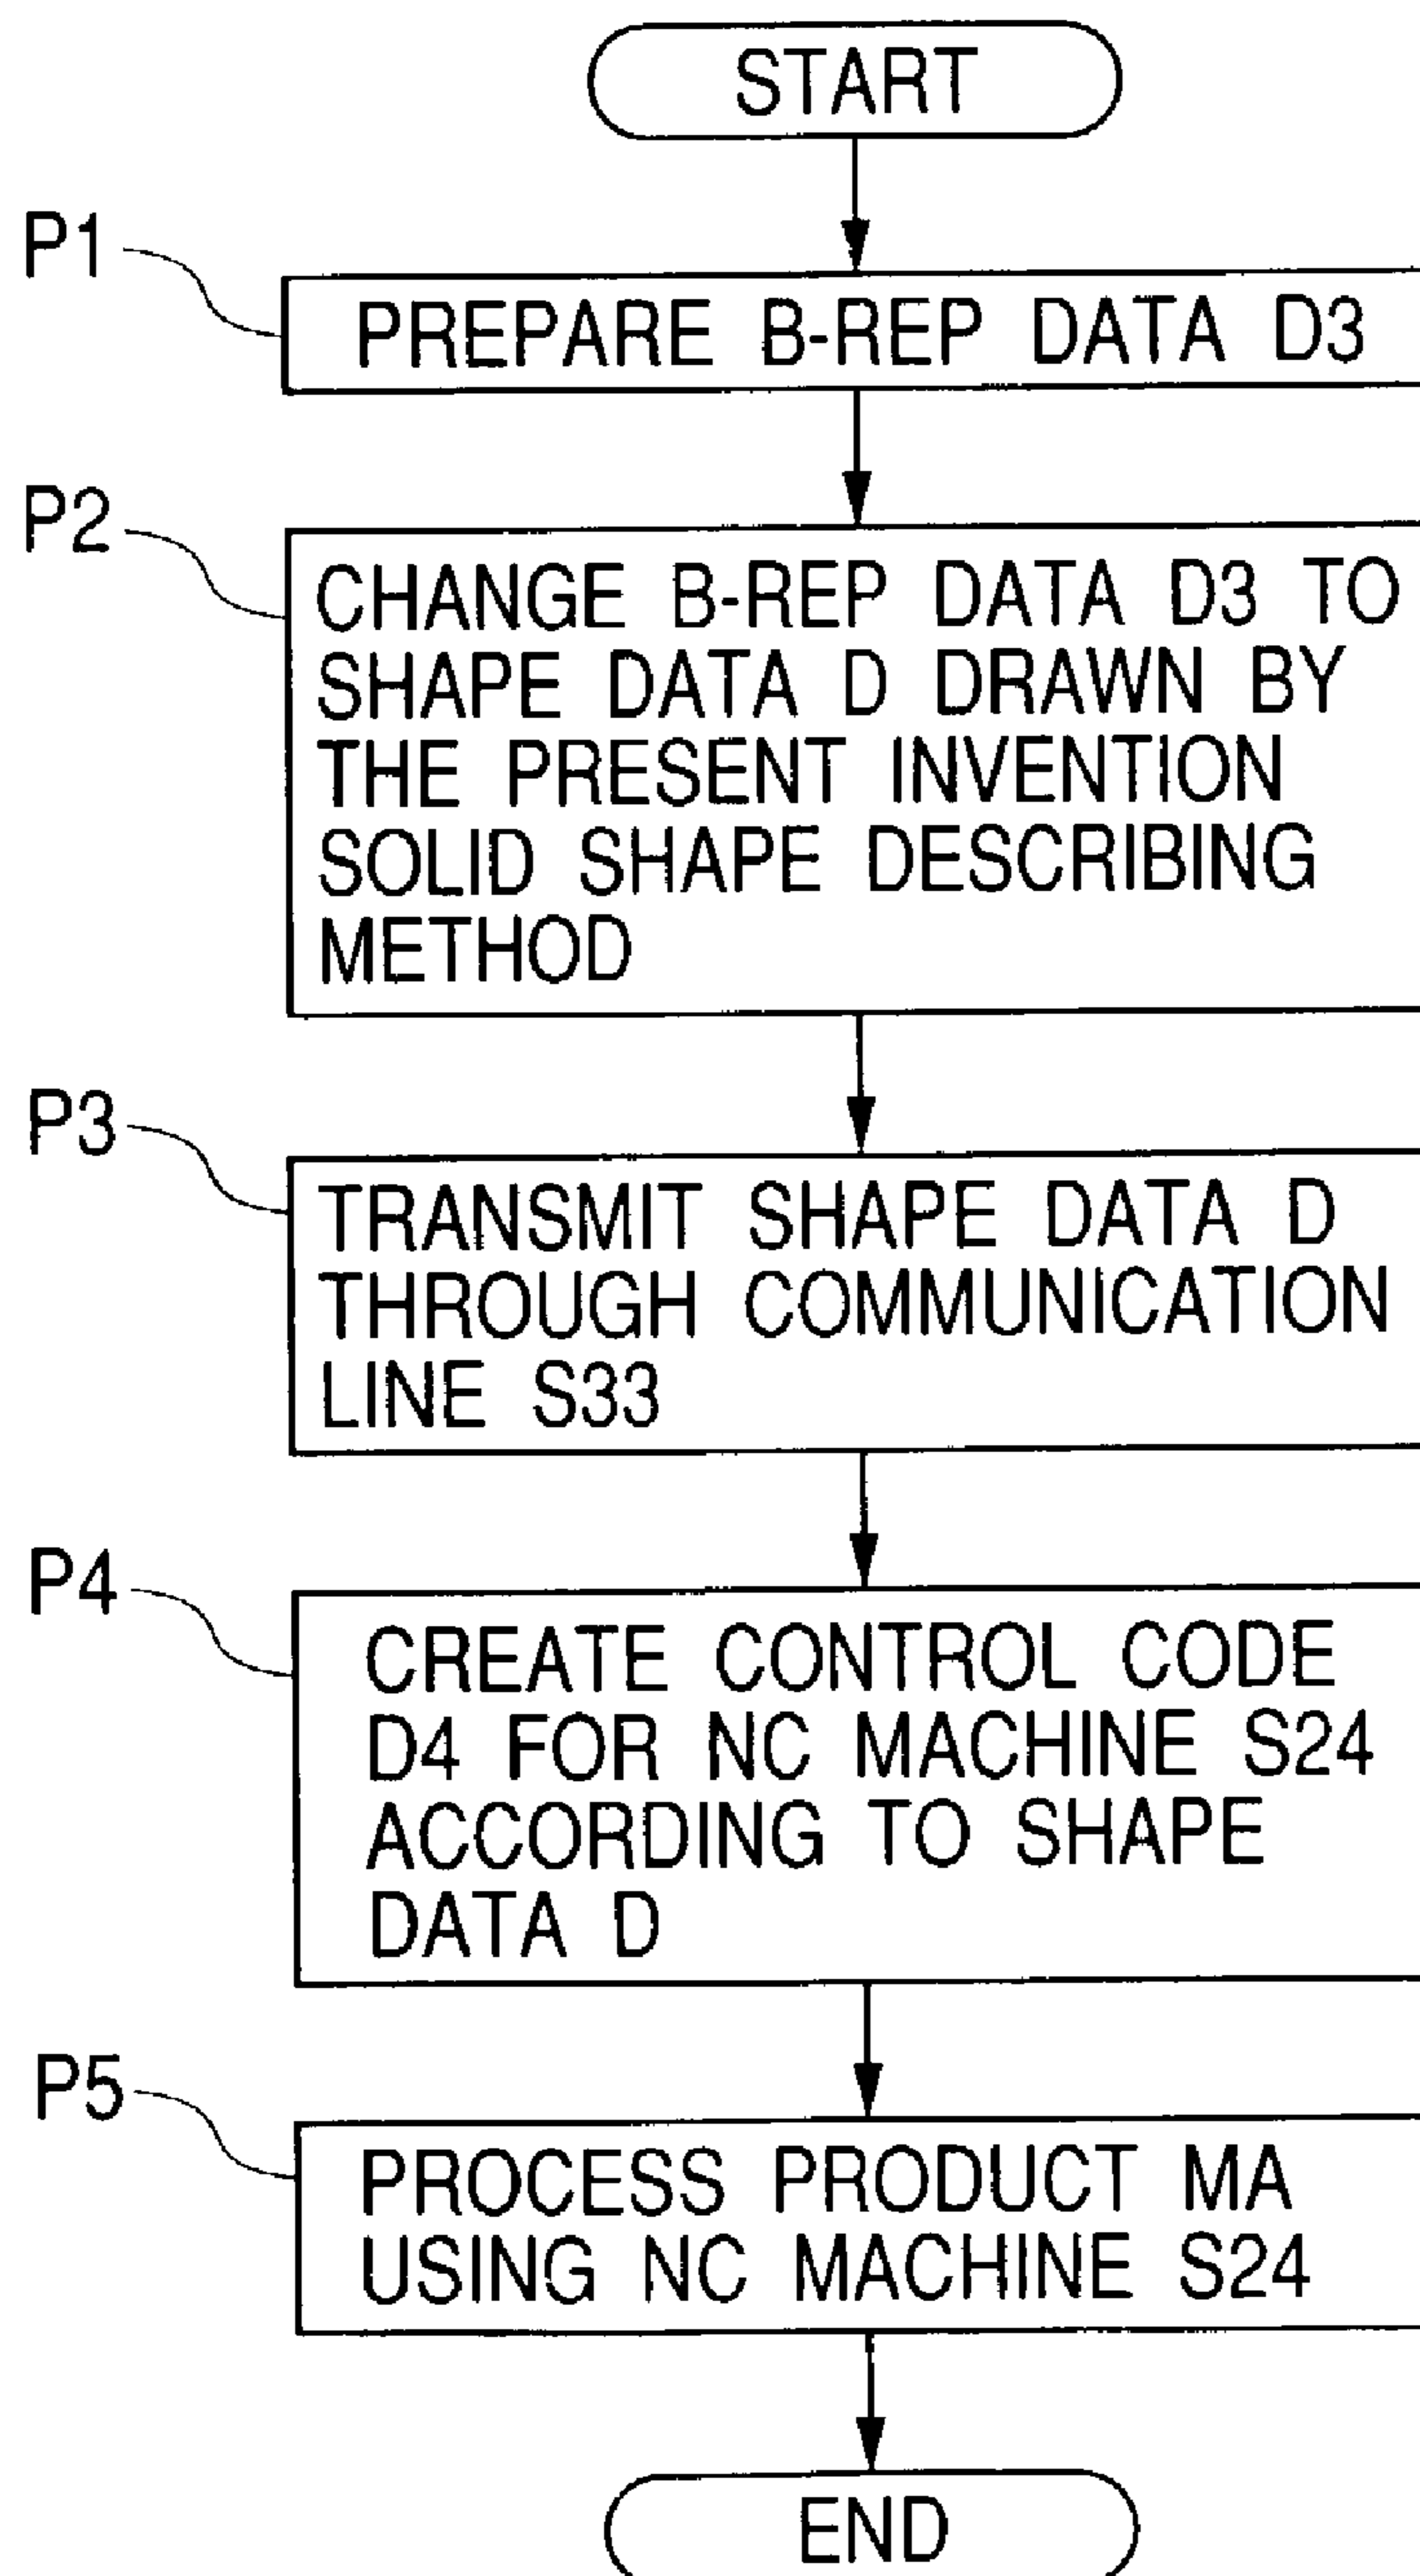 START
P1
PREPARE B-REP DATA D3
P2
CHANGE B-REP DATA D3 TO
SHAPE DATA D DRAWN BY
THE PRESENT INVENTION
SOLID SHAPE DESCRIBING
METHOD
P3
TRANSMIT SHAPE DATA D
THROUGH COMMUNICATION
LINE S33
P4
CREATE CONTROL CODE
D4 FOR NC MACHINE S24
ACCORDING TO SHAPE
DATA D
P5
PROCESS PRODUCT MA
USING NC MACHINE S24
END